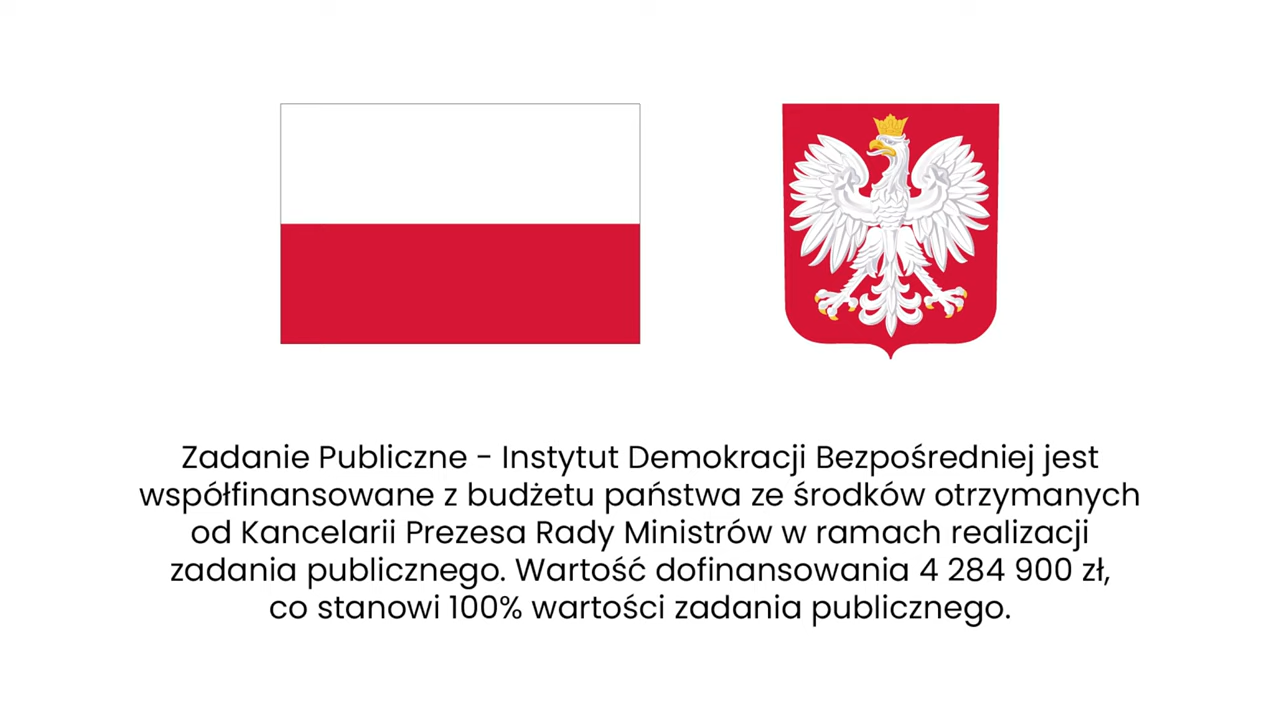 Zadanie Publiczne - Instytut Demokracji Bezpośredniej jest
współfinansowane z budżetu państwa ze środków otrzymanych
od Kancelarii Prezesa Rady Ministrów w ramach realizacji
zadania publicznego. Wartość dofinansowania 4 284 900 zł,
co stanowi 100% wartości zadania publicznego.